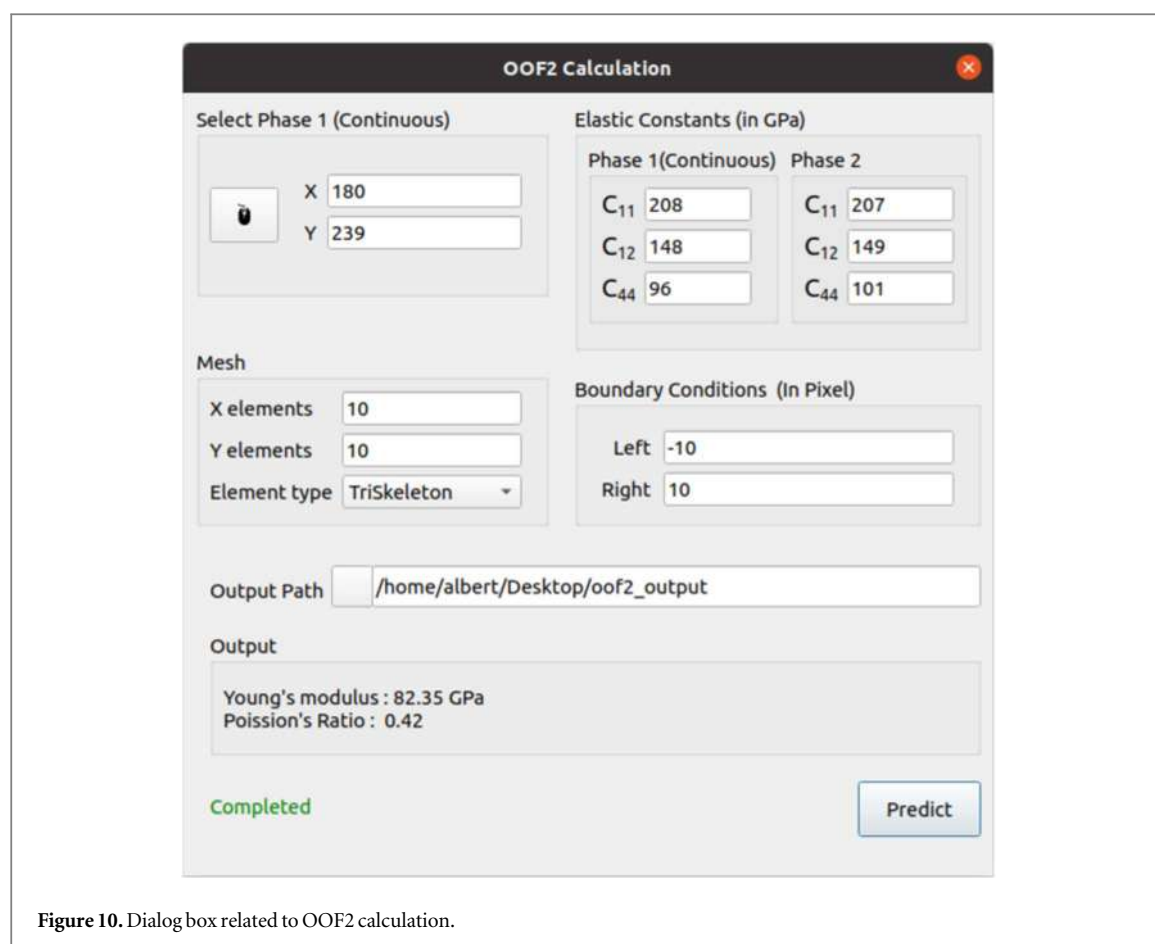 OOF2 Calculation
Select Phase 1 (Continuous)
X 180
Y 239
Elastic Constants (in GPa)
Phase 1(Continuous) Phase 2
C₁₁ 208 C₁₁ 207
C₁₂ 148 C₁₂ 149
C₄₄ 96 C₄₄ 101
Mesh
X elements 10
Y elements 10
Element type TriSkeleton
Boundary Conditions (In Pixel)
Left -10
Right 10
Output Path /home/albert/Desktop/oof2_output
Output
Young's modulus : 82.35 GPa
Poission's Ratio : 0.42
Completed
Predict
Figure 10. Dialog box related to OOF2 calculation.